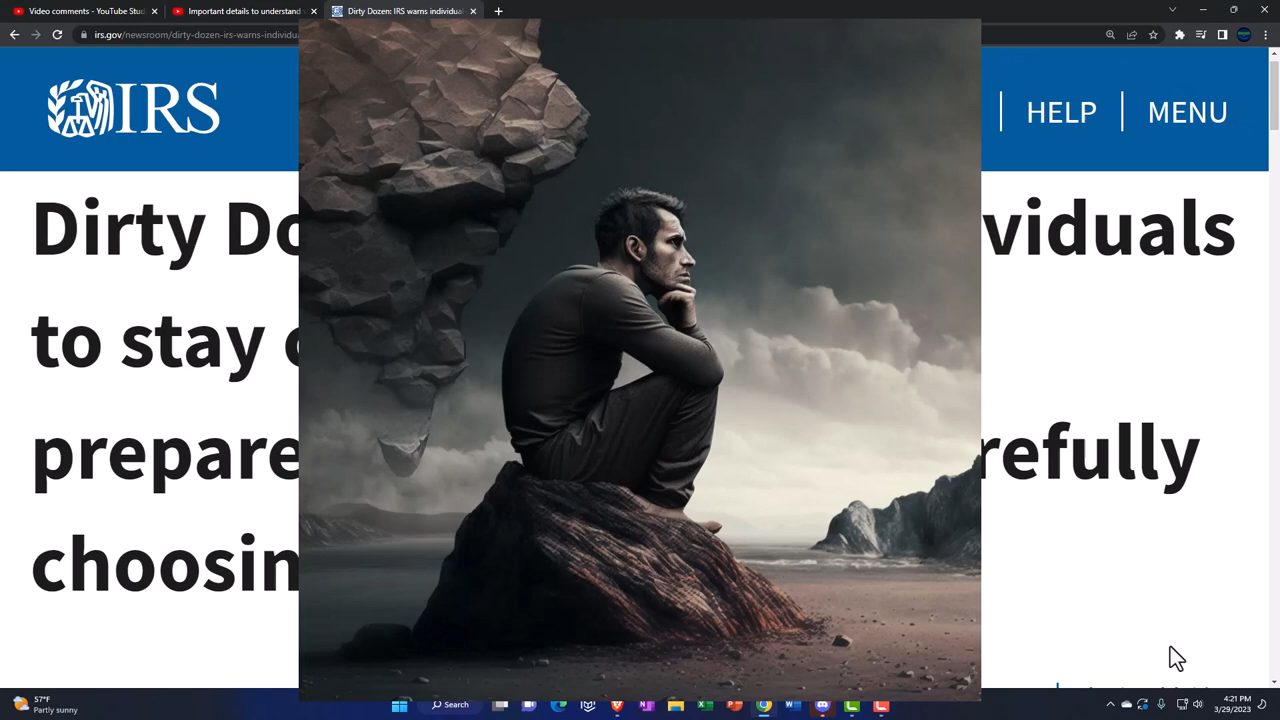 Video comments - YouTube Stud
Important details to understand
Dirty Dozen: IRS warns individual
irs.gov/newsroom/dirty-dozen-irs-warns-individua
IRS
HELP
MENU
Dirty Do
viduals
to stay
prepare
refully
choosin
57°F
Partly sunny
Search
4:21 PM
3/29/2023